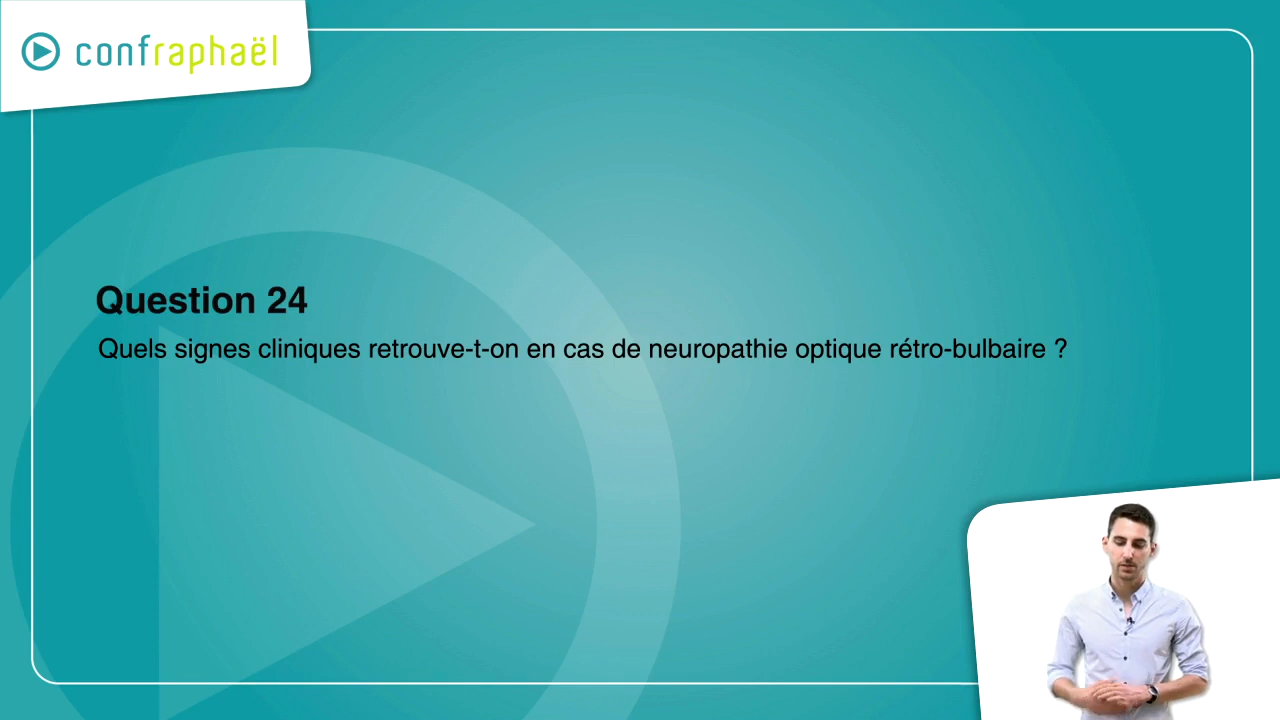 confraphaël
Question 24
Quels signes cliniques retrouve-t-on en cas de neuropathie optique rétro-bulbaire ?